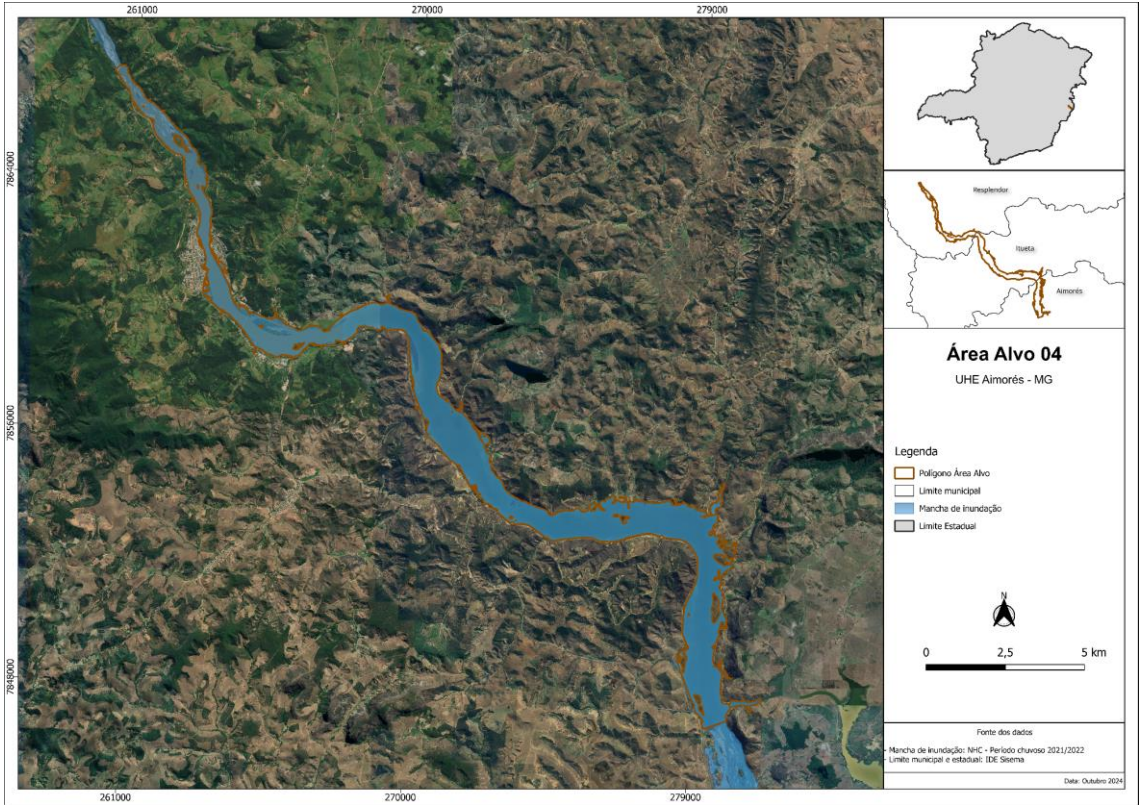 261000
270000
279000
7864000
7856000
7848000
261000
270000
279000
Resplendor
Itueta
Aimorés
Área Alvo 04
UHE Aimorés - MG
Legenda
Polígono Área Alvo
Limite municipal
Mancha de inundação
Limite Estadual
N
0 2,5 5 km
Fonte dos dados
- Mancha de inundação: NHC - Período chuvoso 2021/2022
- Limite municipal e estadual: IDE Sisema
Data: Outubro 2024